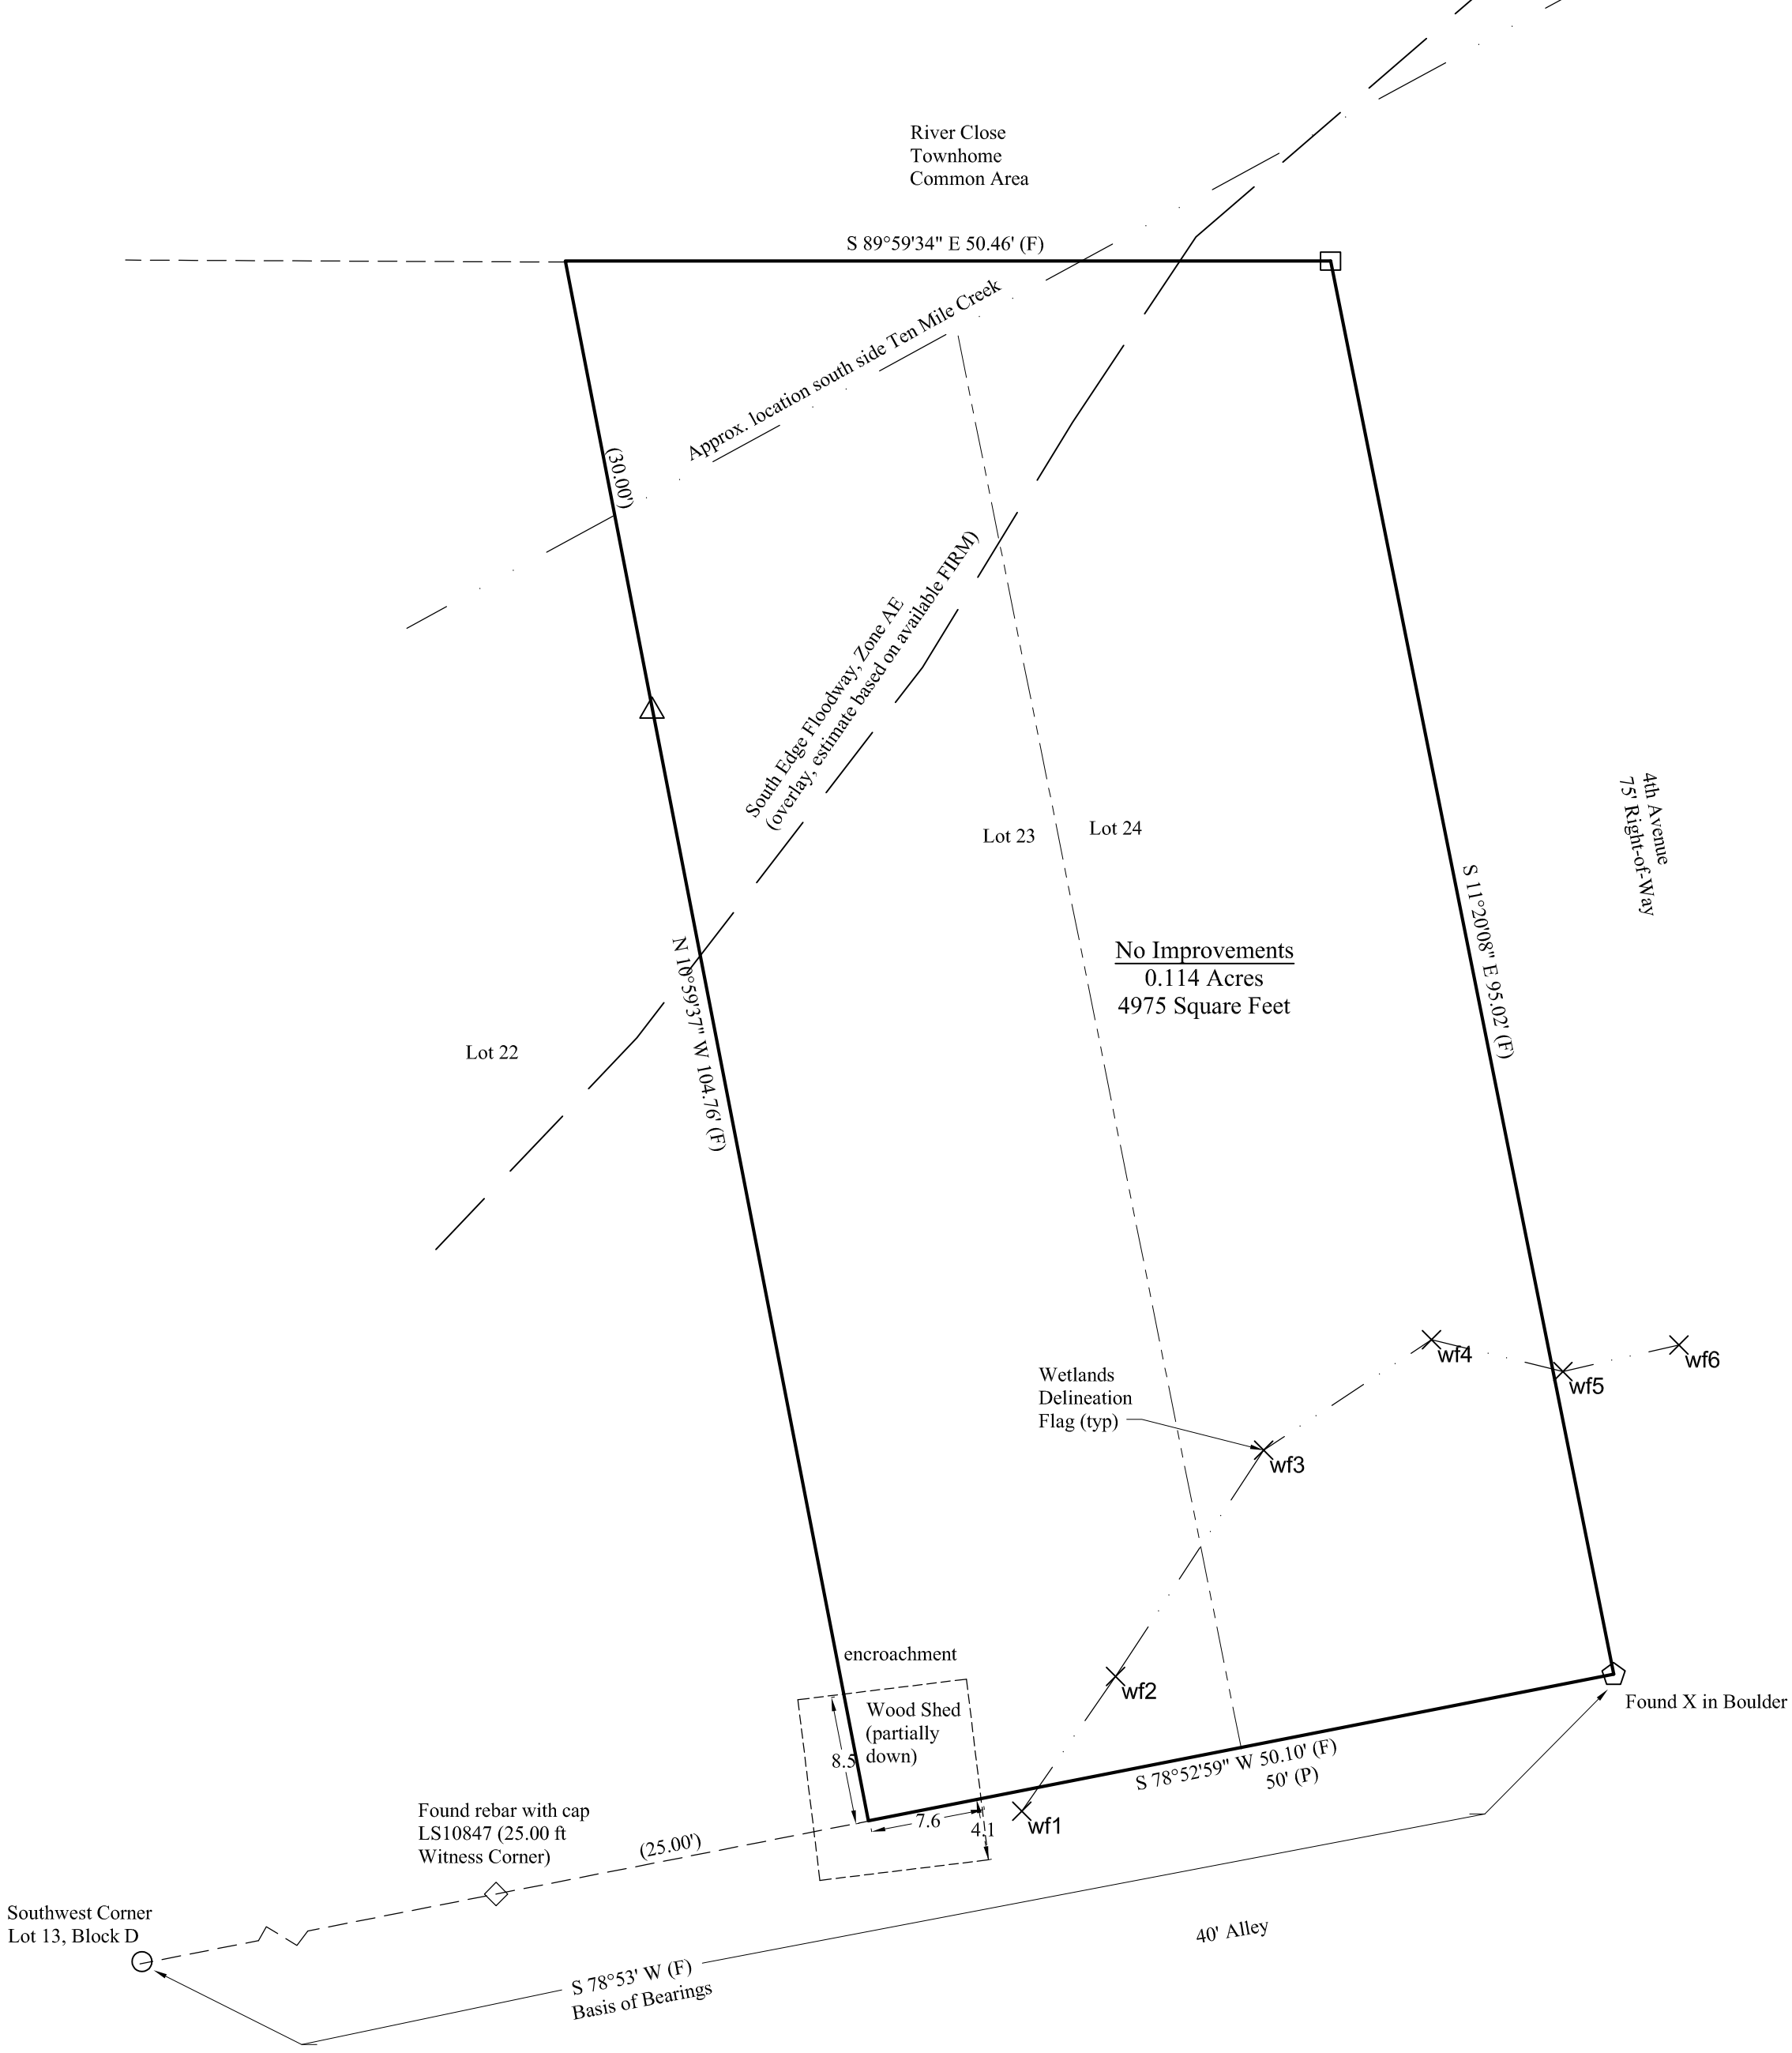 River Close
Townhome
Common Area
S 89°59'34" E 50.46' (F)
Approx. location south side Ten Mile Creek
(30.00')
South Edge Floodway, Zone AE
(overlay, estimate based on available FIRM)
4th Avenue
75' Right-of-Way
Lot 23
Lot 24
S 11°20'08" E 95.02' (F)
No Improvements
0.114 Acres
4975 Square Feet
N 10°59'37" W 104.76' (F)
Lot 22
wf4
wf6
wf5
Wetlands
Delineation
Flag (typ)
wf3
encroachment
wf2
Wood Shed
(partially
down)
8.5
Found X in Boulder
S 78°52'59" W 50.10' (F)
50' (P)
7.6
4.1
wf1
Found rebar with cap
LS10847 (25.00 ft
Witness Corner)
(25.00')
Southwest Corner
Lot 13, Block D
40' Alley
S 78°53' W (F)
Basis of Bearings